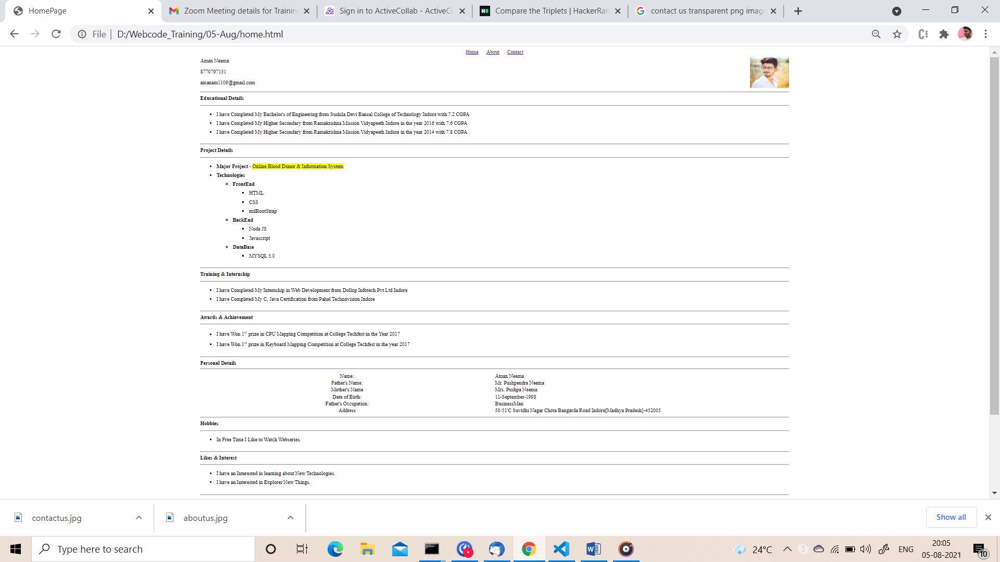 HomePage
Zoom Meeting details for Training
Sign in to ActiveCollab - ActiveCo
Compare the Triplets | HackerRan
contact us transparent png image
File
D:/Webcode_Training/05-Aug/home.html
Home About Contact
Aman Neema
8770797151
amanam1109@gmail.com
Educational Details
I have Completed My Bachelor's of Engineering from Sushila Devi Bansal College of Technology Indore with 7.2 CGPA
I have Completed My Higher Secondary from Ramakrishna Mission Vidyapeeth Indore in the year 2016 with 7.6 CGPA
I have Completed My Higher Secondary from Ramakrishna Mission Vidyapeeth Indore in the year 2014 with 7.8 CGPA
Project Details
Major Project - Online Blood Donor & Information System
Technologies
FrontEnd
HTML
CSS
mdBootStrap
BackEnd
Node JS
Javascript
DataBase
MYSQL 5.0
Training & Internship
I have Completed My Internship in Web Development from Dollop Infotech Pvt Ltd Indore
I have Completed My C, Java Certification from Pahal Technovision Indore
Awards & Achievement
I have Won 1st prize in CPU Mapping Competition at College Techfest in the Year 2017
I have Won 1st prize in Keyboard Mapping Competition at College Techfest in the year 2017
Personal Details
Name: Aman Neema
Father's Name: Mr. Pushpendra Neema
Mother's Name Mrs. Pushpa Neema
Date of Birth: 11-September-1998
Father's Occupation: BusinessMan
Address 50/51'C Suvidhi Nagar Chota Bangarda Road Indore[Madhya Pradesh]-452005
Hobbies
In Free Time I Like to Watch Webseries.
Likes & Interest
I have an Interested in learning about New Technologies.
I have an Interested in Explorer New Things.
contactus.jpg
aboutus.jpg
Show all
Type here to search
24°C
ENG
20:05
05-08-2021
10